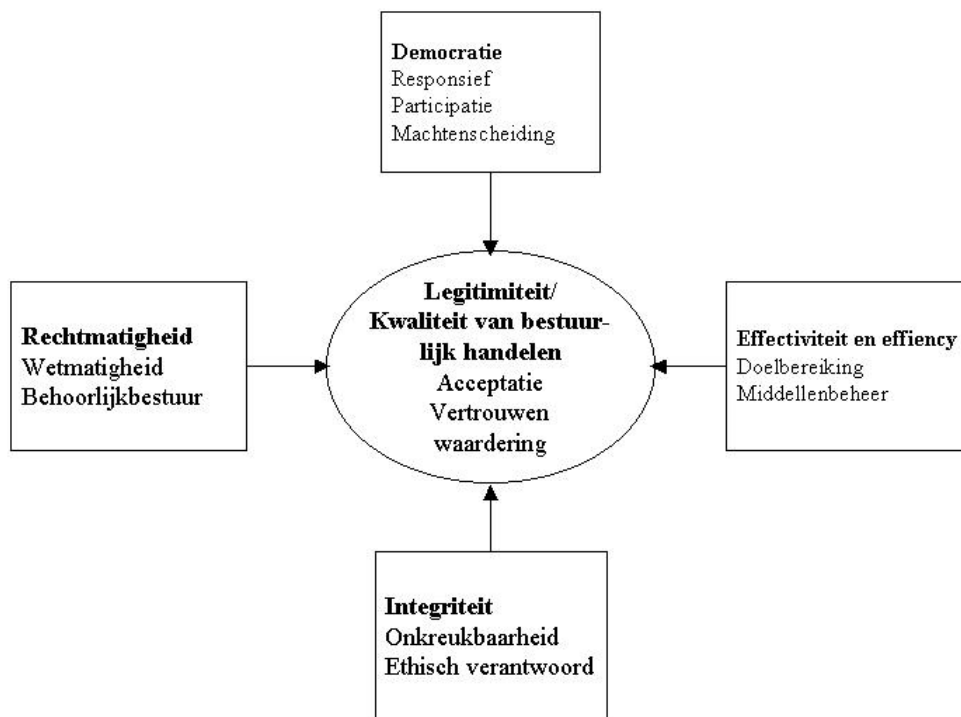 Democratie
Responsief
Participatie
Machtenscheiding
Legitimiteit/
Kwaliteit van bestuur-
lijk handelen
Acceptatie
Vertrouwen
waardering
Rechtmatigheid
Wetmatigheid
Behoorlijkbestuur
Effectiviteit en effiency
Doelbereiking
Middellenbeheer
Integriteit
Onkreukbaarheid
Ethisch verantwoord